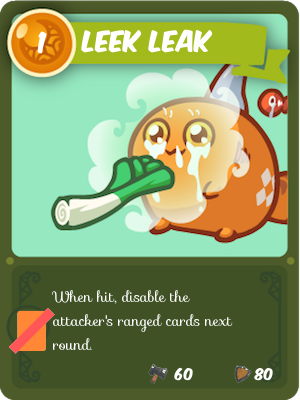 1 LEEK LEAK
When hit, disable the
attacker's ranged cards next
round.
60 80